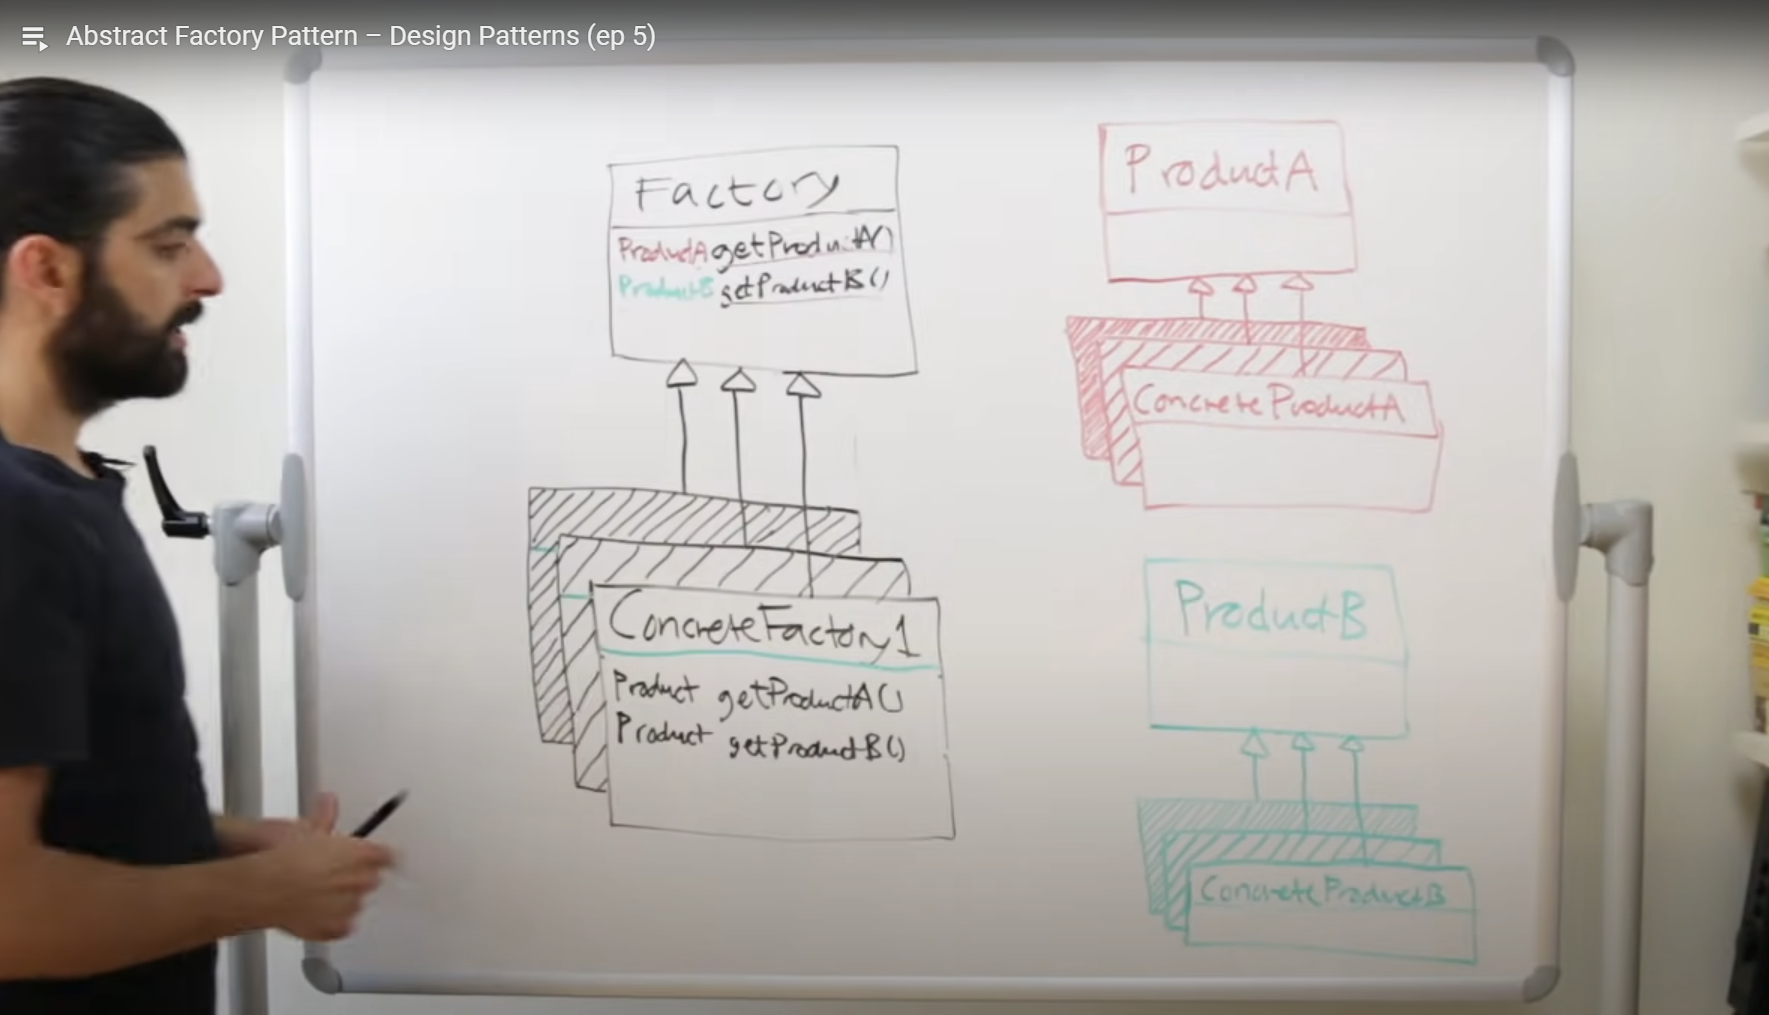 Abstract Factory Pattern – Design Patterns (ep 5)
Factory
ProductA getProductA()
ProductB getProductB()
ConcreteFactory1
Product getProductA()
Product getProductB()
ProductA
ConcreteProductA
ProductB
ConcreteProductB